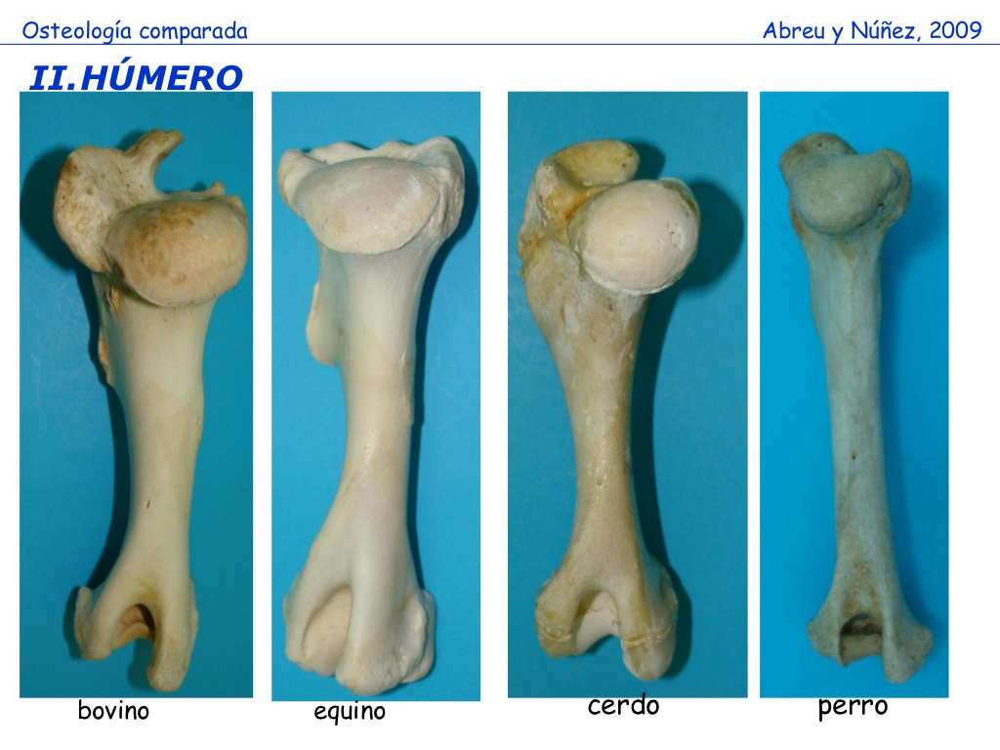 Osteología comparada
Abreu y Núñez, 2009
II.HÚMERO
bovino
equino
cerdo
perro